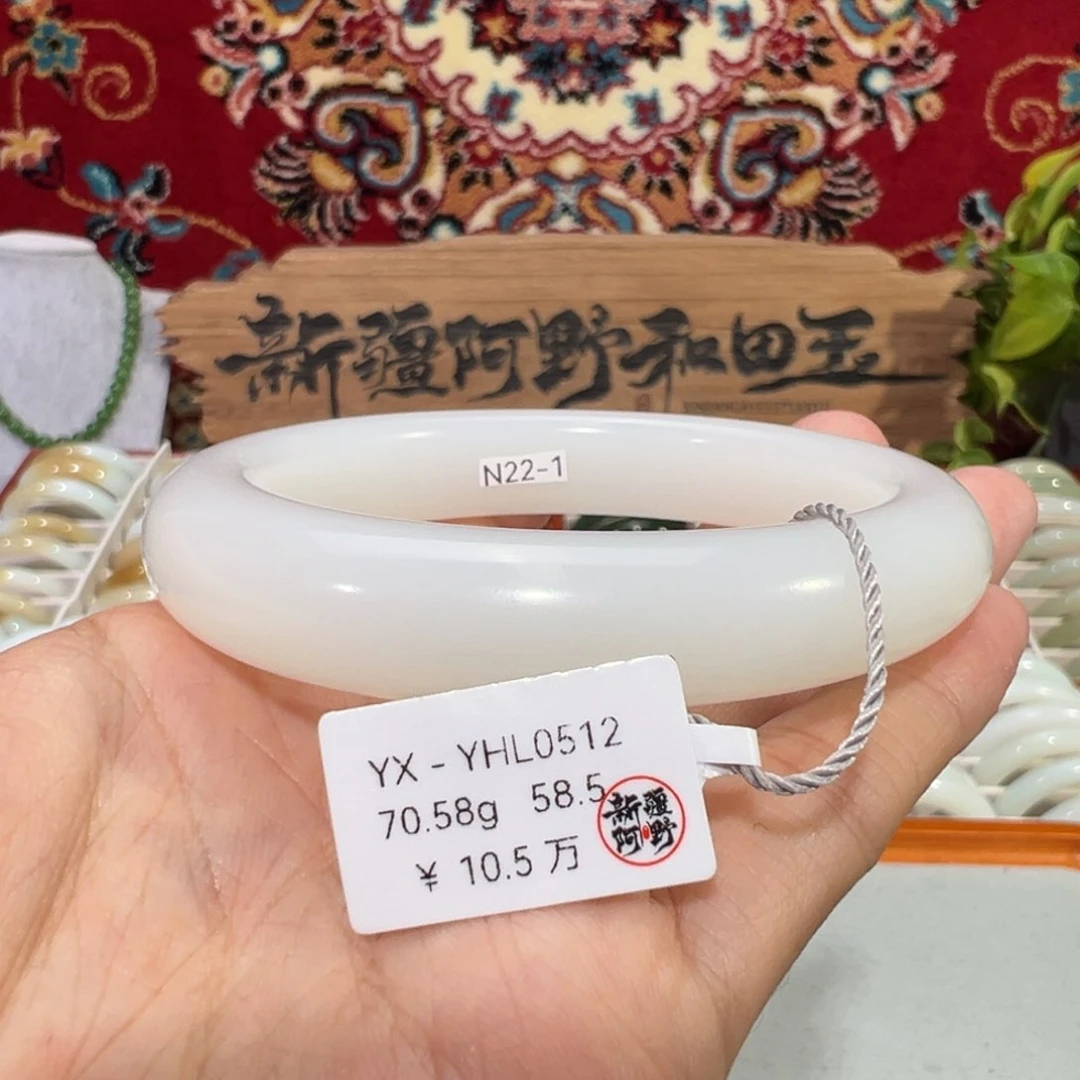 新疆阿野和田玉
N22-1
YX - YHL0512
70.58g 58.5
¥ 10.5 万
新疆
阿野